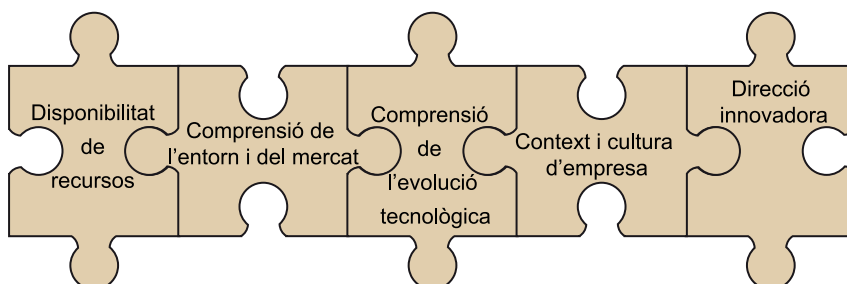 Disponibilitat
de
recursos
Comprensió de
l'entorn i del mercat
Comprensió
de
l'evolució
tecnològica
Context i cultura
d'empresa
Direcció
innovadora